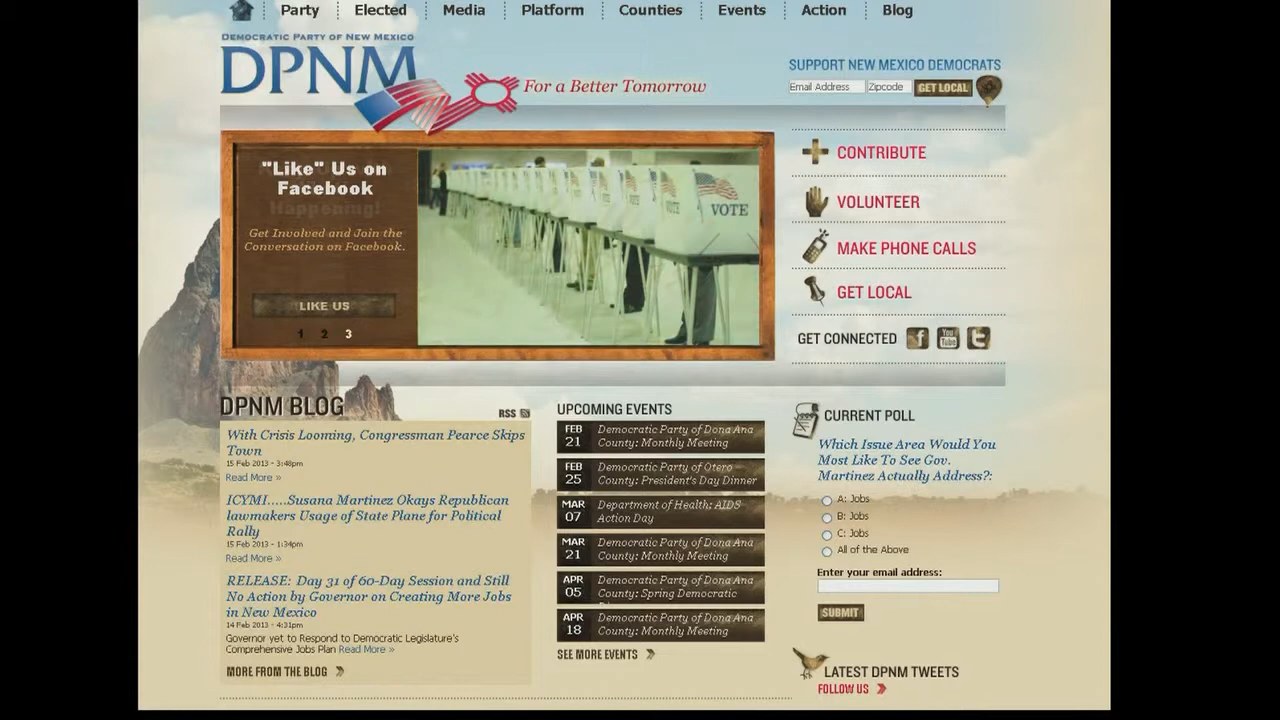 Party Elected Media Platform Counties Events Action Blog
DEMOCRATIC PARTY OF NEW MEXICO
DPNM
For a Better Tomorrow
SUPPORT NEW MEXICO DEMOCRATS
Email Address Zipcode GET LOCAL
"Like" Us on
Facebook
Happening!
Get Involved and Join the
Conversation on Facebook.
LIKE US
1 2 3
VOTE
CONTRIBUTE
VOLUNTEER
MAKE PHONE CALLS
GET LOCAL
GET CONNECTED f You Tube t
DPNM BLOG
RSS
With Crisis Looming, Congressman Pearce Skips
Town
15 Feb 2013 - 3:48pm
Read More »
ICYMI.....Susana Martinez Okays Republican
lawmakers Usage of State Plane for Political
Rally
15 Feb 2013 - 1:34pm
Read More »
RELEASE: Day 31 of 60-Day Session and Still
No Action by Governor on Creating More Jobs
in New Mexico
14 Feb 2013 - 4:31pm
Governor yet to Respond to Democratic Legislature's
Comprehensive Jobs Plan Read More »
MORE FROM THE BLOG
UPCOMING EVENTS
FEB 21 Democratic Party of Dona Ana
County: Monthly Meeting
FEB 25 Democratic Party of Otero
County: President's Day Dinner
MAR 07 Department of Health: AIDS
Action Day
MAR 21 Democratic Party of Dona Ana
County: Monthly Meeting
APR 05 Democratic Party of Dona Ana
County: Spring Democratic
APR 18 Democratic Party of Dona Ana
County: Monthly Meeting
SEE MORE EVENTS
CURRENT POLL
Which Issue Area Would You
Most Like To See Gov.
Martinez Actually Address?:
A: Jobs
B: Jobs
C: Jobs
All of the Above
Enter your email address:
SUBMIT
LATEST DPNM TWEETS
FOLLOW US